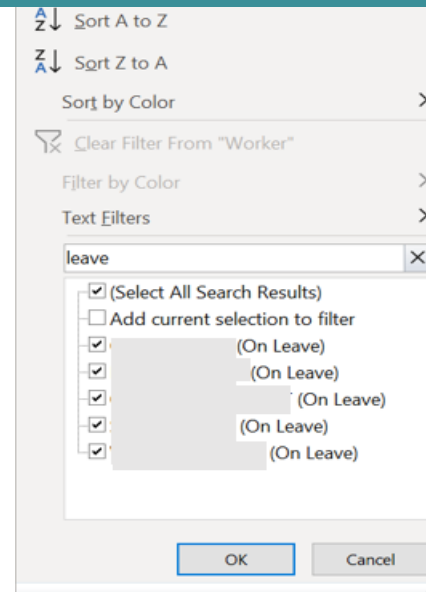 Sort A to Z
Sort Z to A
Sort by Color
Clear Filter From "Worker"
Filter by Color
Text Filters
leave
(Select All Search Results)
Add current selection to filter
(On Leave)
(On Leave)
(On Leave)
(On Leave)
(On Leave)
OK Cancel